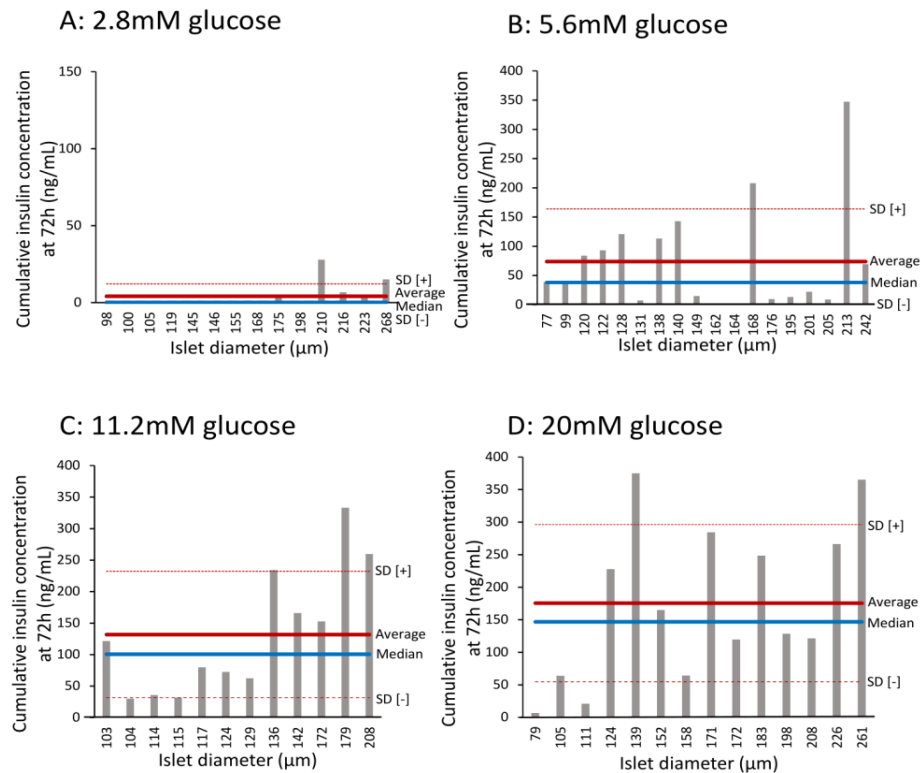 A: 2.8mM glucose
Cumulative insulin concentration
at 72h (ng/mL)
150
100
50
0
SD [+]
Average
Median
SD [-]
98 100 105 119 145 146 155 168 175 179 210 216 223 268
Islet diameter (µm)
B: 5.6mM glucose
Cumulative insulin concentration
at 72h (ng/mL)
400
350
300
250
200
150
100
50
0
SD [+]
Average
Median
SD [-]
77 99 120 122 128 131 138 140 149 162 164 168 176 195 201 205 213 242
Islet diameter (µm)
C: 11.2mM glucose
Cumulative insulin concentration
at 72h (ng/mL)
400
350
300
250
200
150
100
50
0
SD [+]
Average
Median
SD [-]
103 104 114 115 117 124 129 136 142 172 179 208
Islet diameter (µm)
D: 20mM glucose
Cumulative insulin concentration
at 72h (ng/mL)
400
350
300
250
200
150
100
50
0
SD [+]
Average
Median
SD [-]
79 105 111 124 139 152 158 171 172 183 198 208 226 261
Islet diameter (µm)